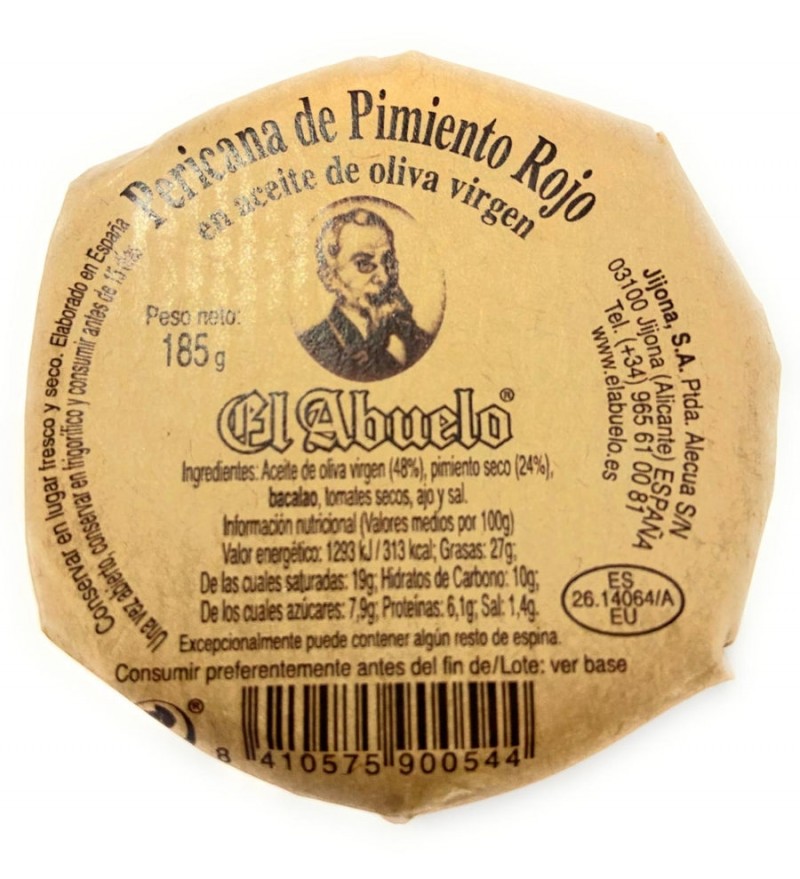 Pericana de Pimiento Rojo
en aceite de oliva virgen
Conservar en lugar fresco y seco. Elaborado en España
Una vez abierto, conservar en frigorífico y consumir antes de 15 días
Peso neto:
185 g
Jijona, S.A. Ptda. Alecua S/N
03100 Jijona (Alicante) ESPAÑA
Tel. (+34) 965 61 00 81
www.elabuelo.es
El Abuelo®
Ingredientes: Aceite de oliva virgen (48%), pimiento seco (24%),
bacalao, tomates secos, ajo y sal.
Información nutricional (Valores medios por 100g)
Valor energético: 1293 kJ / 313 kcal; Grasas: 27g;
De las cuales saturadas: 19g; Hidratos de Carbono: 10g;
De los cuales azúcares: 7,9g; Proteínas: 6,1g; Sal: 1,4g.
ES
26.14064/A
EU
Excepcionalmente puede contener algún resto de espina.
Consumir preferentemente antes del fin de/Lote: ver base
®
8 410575 900544